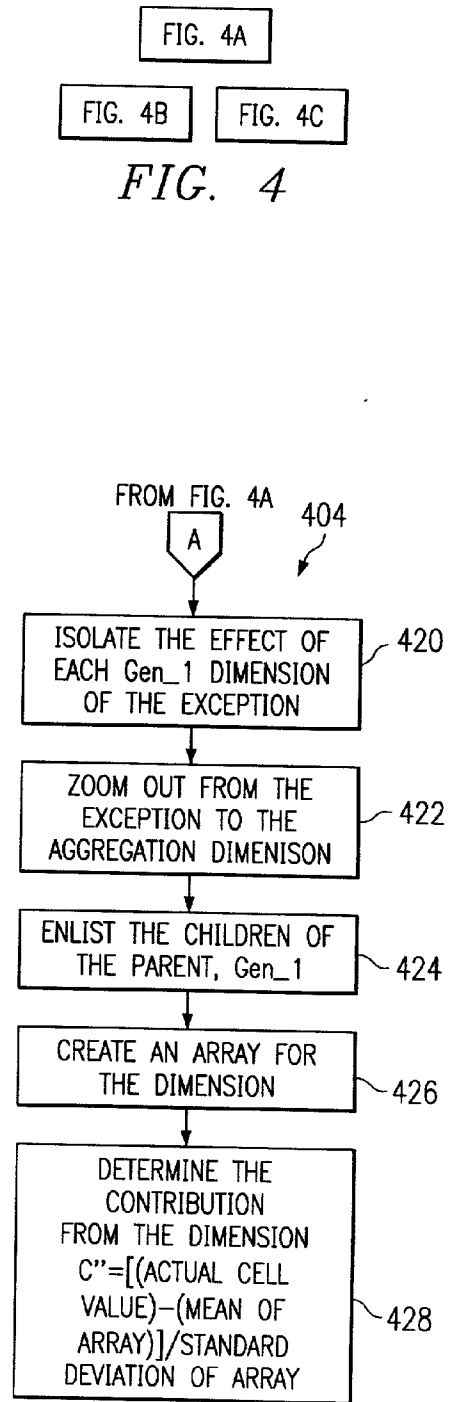 FIG. 4A
FIG. 4B FIG. 4C
FIG. 4
FROM FIG. 4A
A
404
ISOLATE THE EFFECT OF
EACH Gen_1 DIMENSION
OF THE EXCEPTION
420
ZOOM OUT FROM THE
EXCEPTION TO THE
AGGREGATION DIMENISON
422
ENLIST THE CHILDREN OF
THE PARENT, Gen_1
424
CREATE AN ARRAY FOR
THE DIMENSION
426
DETERMINE THE
CONTRIBUTION
FROM THE DIMENSION
C"=[(ACTUAL CELL
VALUE)-(MEAN OF
ARRAY)]/STANDARD
DEVIATION OF ARRAY
428